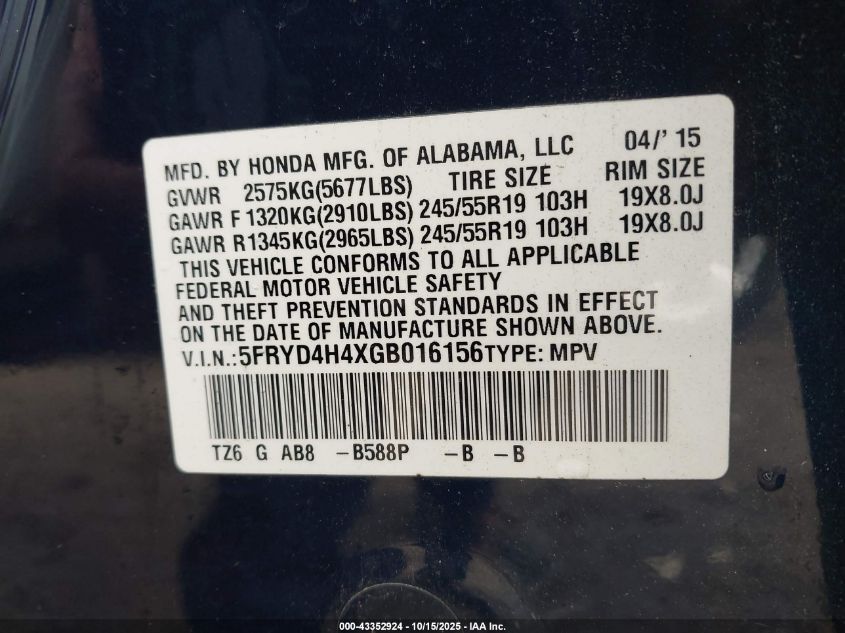 MFD. BY HONDA MFG. OF ALABAMA, LLC 04/'15
GVWR 2575KG(5677LBS) TIRE SIZE RIM SIZE
GAWR F 1320KG(2910LBS) 245/55R19 103H 19X8.0J
GAWR R1345KG(2965LBS) 245/55R19 103H 19X8.0J
THIS VEHICLE CONFORMS TO ALL APPLICABLE
FEDERAL MOTOR VEHICLE SAFETY
AND THEFT PREVENTION STANDARDS IN EFFECT
ON THE DATE OF MANUFACTURE SHOWN ABOVE.
V.I.N.:5FRYD4H4XGB016156TYPE: MPV
TZ6 G AB8 -B588P -B -B
000-43352924 - 10/15/2025 - IAA Inc.